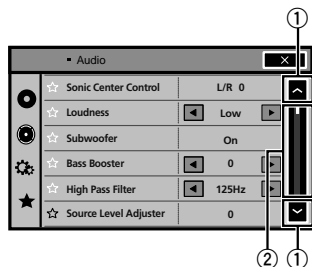 ①
Audio
Sonic Center Control L/R 0
Loudness Low
Subwoofer On
Bass Booster 0
High Pass Filter 125Hz
Source Level Adjuster 0
② ①